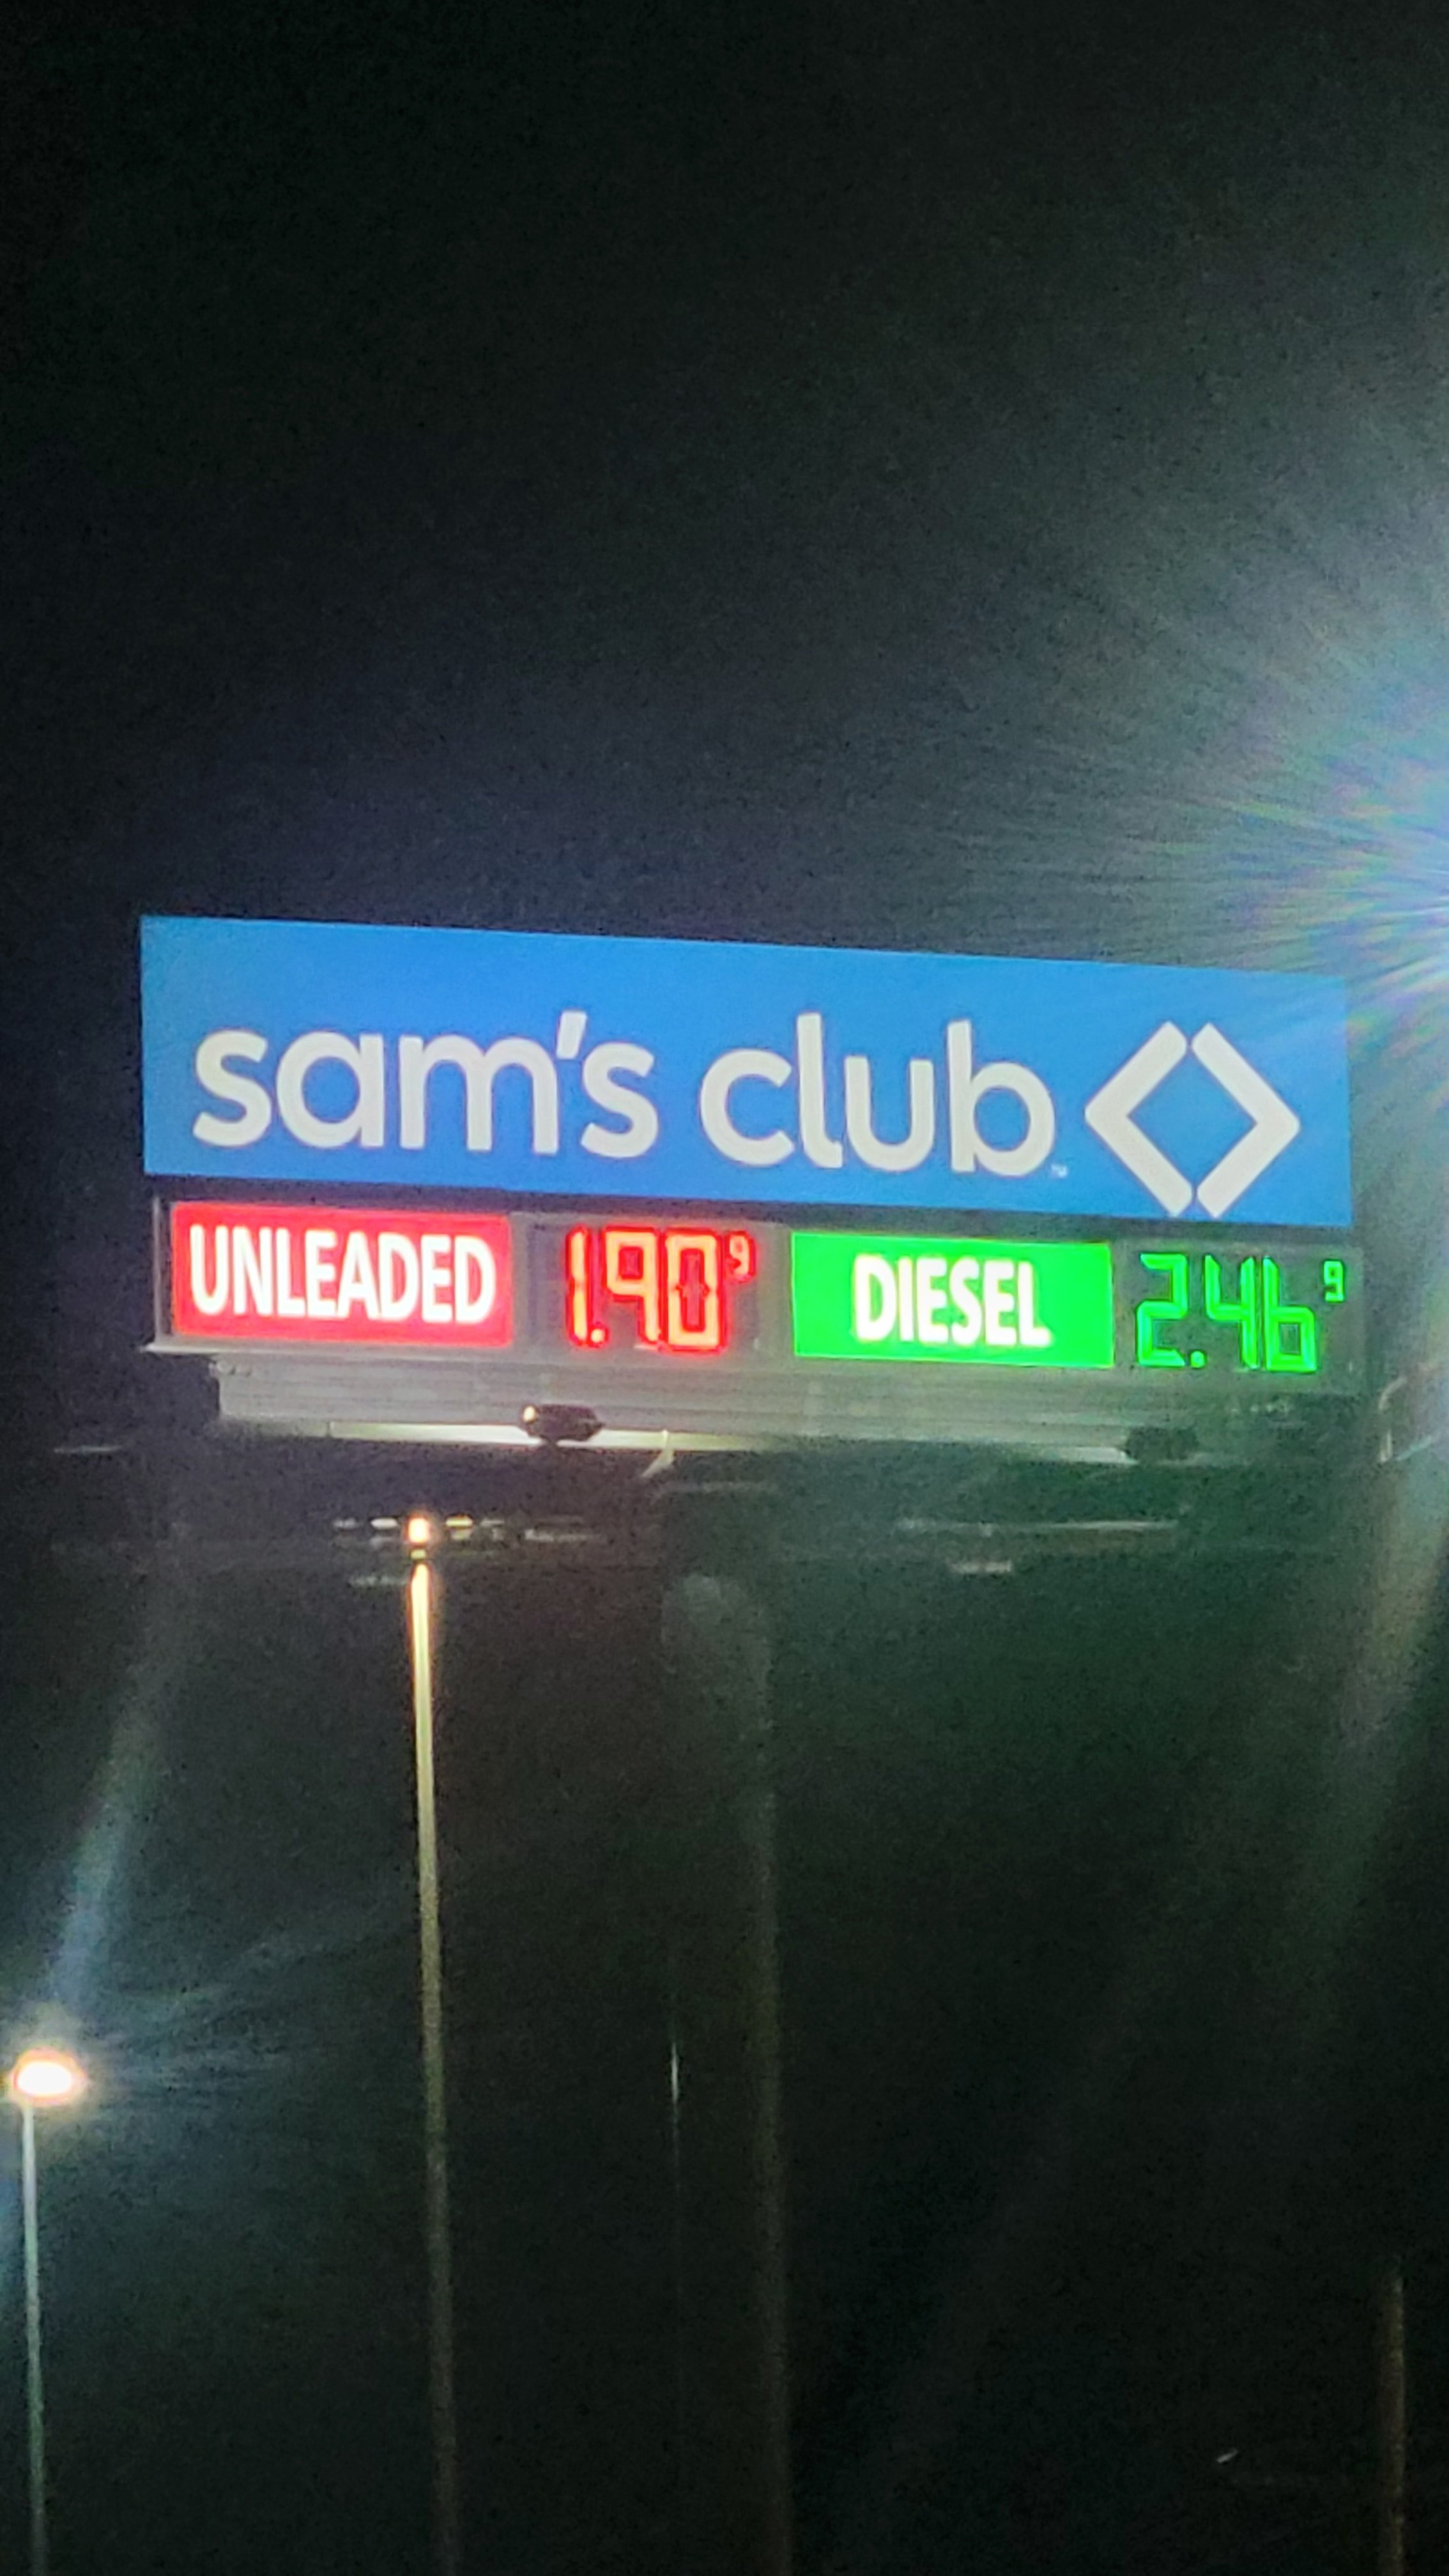 sam's club
UNLEADED 1.90⁹ DIESEL 2.46⁹